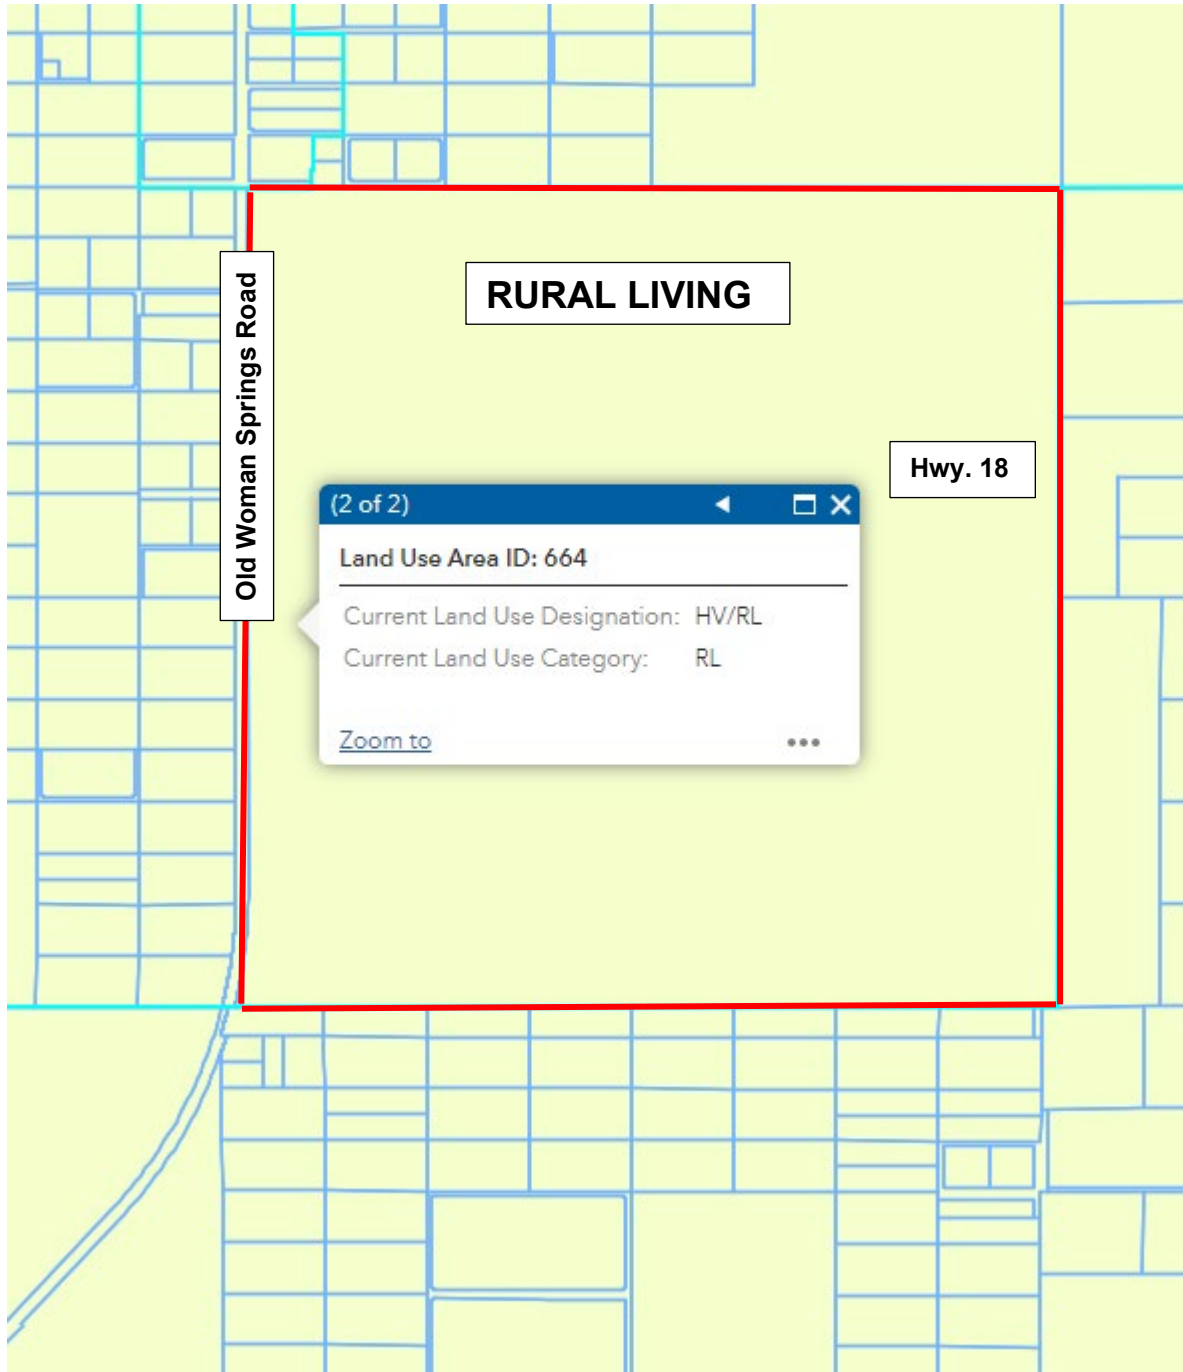 RURAL LIVING
Old Woman Springs Road
Hwy. 18
(2 of 2)
Land Use Area ID: 664
Current Land Use Designation: HV/RL
Current Land Use Category: RL
Zoom to